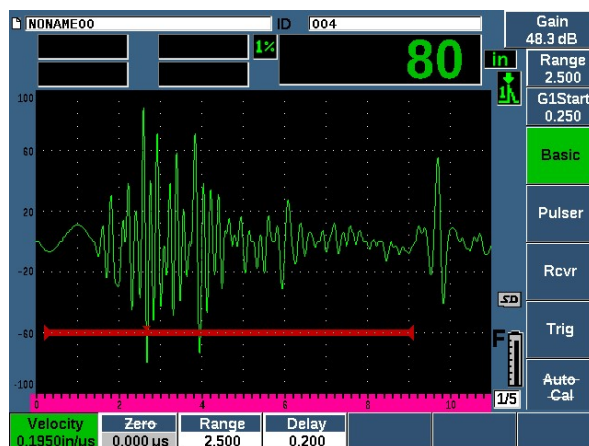 NONAME00 ID 004
Gain
48.3 dB
1% 80 in
Range
2.500
1
G1Start
0.250
100
60
20
-20
-60
-100
Basic
Pulser
Rcvr
SD
Trig
F
1/5
Auto
Cal
0 2 4 6 8 10
Velocity Zero Range Delay
0.1950in/us 0.000 us 2.500 0.200